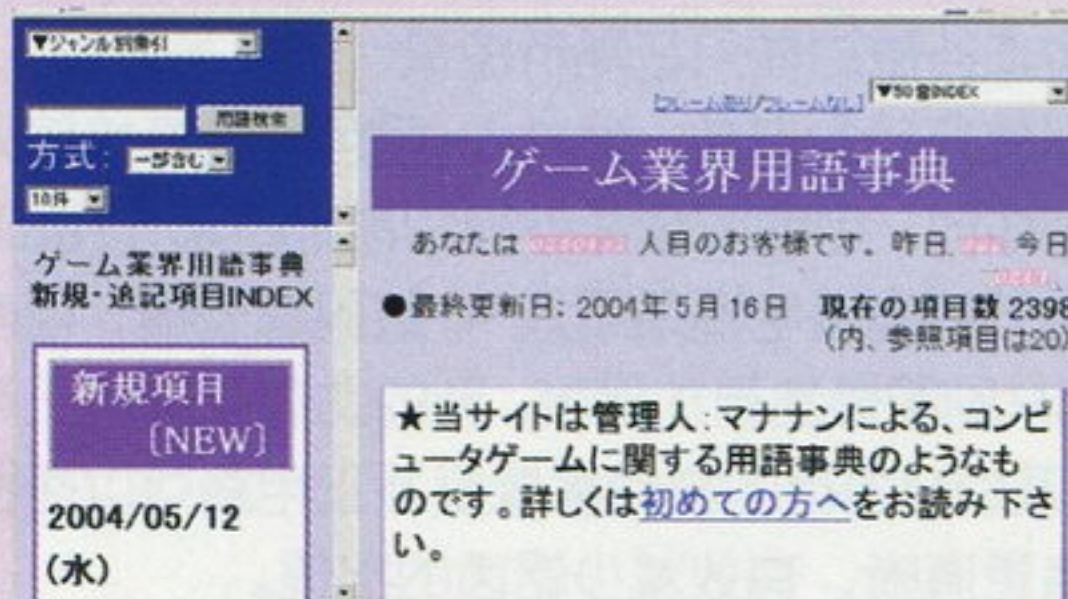 ▼ジャンル別索引
用語検索
方式: 一部含む
10件
ゲーム業界用語事典
新規・追記項目INDEX
新規項目
〔NEW〕
2004/05/12
(水)
[フレームあり/フレームなし] ▼50音INDEX
ゲーム業界用語事典
あなたは 人目のお客様です。昨日 今日
●最終更新日: 2004年5月16日 現在の項目数 2398
(内、参照項目は20)
★当サイトは管理人:マナナンによる、コンピ
ュータゲームに関する用語事典のようなも
のです。詳しくは初めての方へをお読み下さ
い。